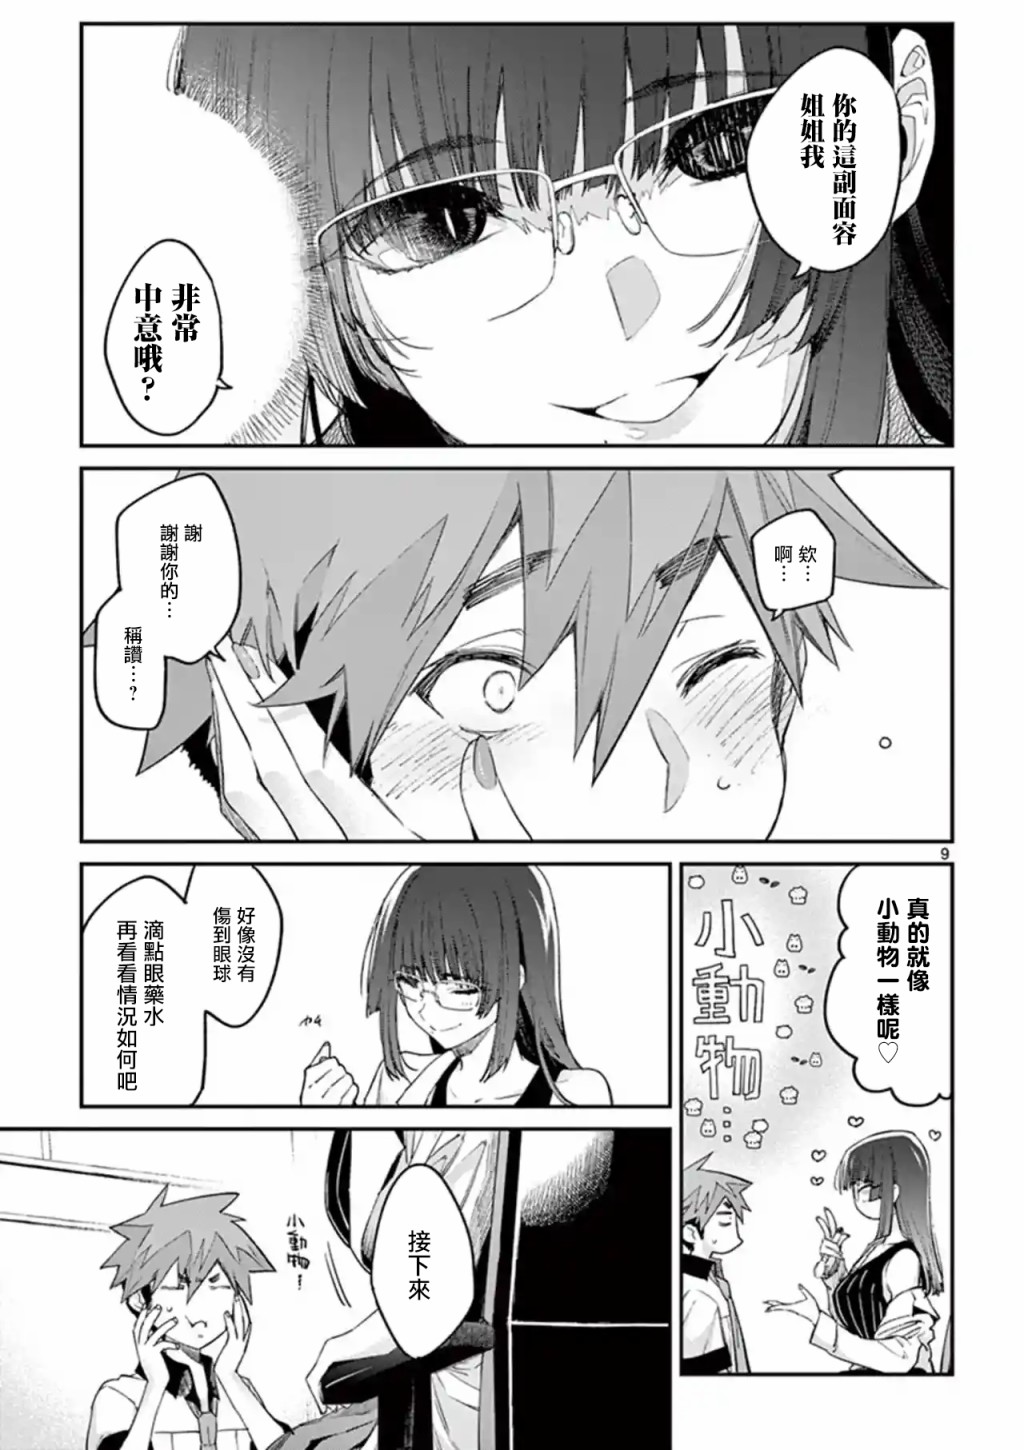 你的這副面容
姐姐我
非常
中意哦？
欸…
啊…
謝
謝謝你的…
稱讚…？
9
真的就像
小動物一樣呢♡
小動物…
好像沒有
傷到眼球
滴點眼藥水
再看看情況如何吧
接下來
小動物…